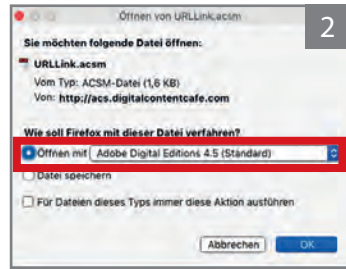 Öffnen von URLLink.acsm
2
Sie möchten folgende Datei öffnen:
URLLink.acsm
Vom Typ: ACSM-Datei (1,6 KB)
Von: http://acs.digitalcontentcafe.com
Wie soll Firefox mit dieser Datei verfahren?
Öffnen mit Adobe Digital Editions 4.5 (Standard)
Datei speichern
Für Dateien dieses Typs immer diese Aktion ausführen
Abbrechen OK